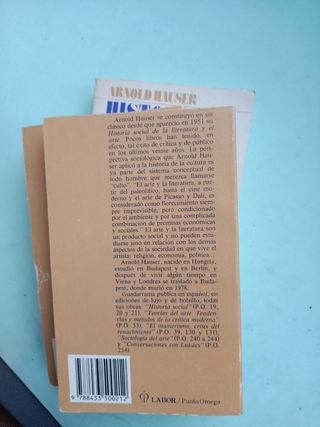 ARNOLD HAUSER
Arnold Hauser se constituyó en un
clásico desde que apareció en 1951 su
Historia social de la literatura y el
arte. Pocos libros han tenido, en
efecto, tal éxito de crítica y de público
en los últimos veinte años. La pers-
pectiva sociológica que Arnold Hau-
ser aplicó a la historia de la cultura es
ya parte del sistema conceptual de
todo hombre que merezca llamarse
"culto". "El arte y la literatura, a par-
tir del paleolítico, hasta el cine mo-
derno y el arte de Picasso y Dalí, es
considerado como florecimiento siem-
pre imprevisible, pero condicionado
por el ambiente y por una complicada
combinación de premisas económicas
y sociales." El arte y la literatura son
un producto social y no pueden estu-
diarse sino en relación con los demás
aspectos de la sociedad en que vive el
artista: religión, economía, política...
Arnold Hauser, nacido en Hungría,
estudió en Budapest y en Berlín, y
después de vivir algún tiempo en
Viena y Londres se trasladó a Buda-
pest, donde murió en 1978.
Guadarrama publica en español, en
ediciones de lujo y de bolsillo, todas
sus obras: "Historia social" (P.O. 19,
20 y 21), "Teorías del arte. Tenden-
cias y métodos de la crítica moderna"
(P.O. 53), "El manierismo, crisis del
renacimiento" (P.O. 39, 130 y 131),
"Sociología del arte" (P.O. 240 a 244)
y "Conversaciones con Lukács" (P.O.
254).
9 788433 500212
LABOR / Punto Omega